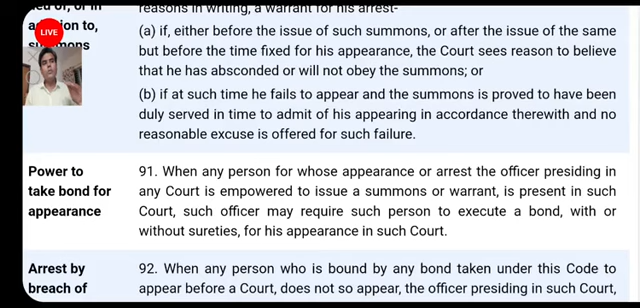 reasons in writing, a warrant for his arrest-
LIVE
(a) if, either before the issue of such summons, or after the issue of the same
but before the time fixed for his appearance, the Court sees reason to believe
that he has absconded or will not obey the summons; or
(b) if at such time he fails to appear and the summons is proved to have been
duly served in time to admit of his appearing in accordance therewith and no
reasonable excuse is offered for such failure.
Power to
take bond for
appearance
91. When any person for whose appearance or arrest the officer presiding in
any Court is empowered to issue a summons or warrant, is present in such
Court, such officer may require such person to execute a bond, with or
without sureties, for his appearance in such Court.
Arrest by
breach of
92. When any person who is bound by any bond taken under this Code to
appear before a Court, does not so appear, the officer presiding in such Court,